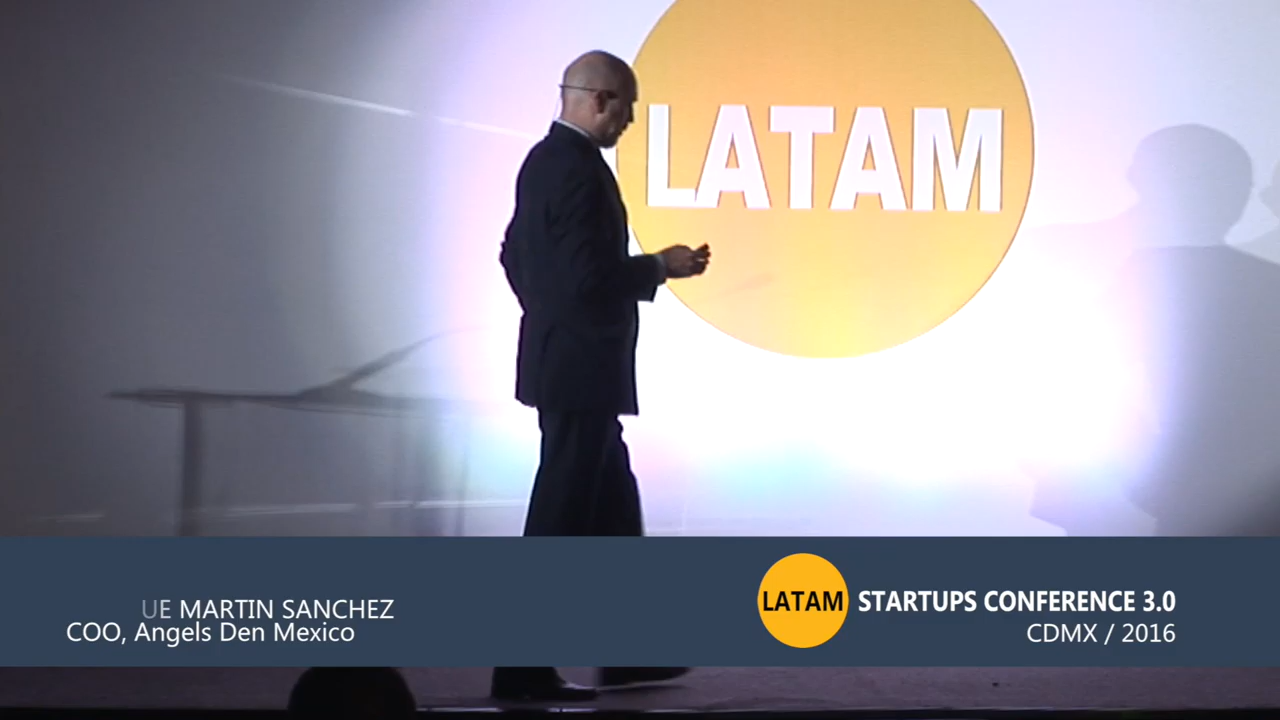 LATAM
UE MARTIN SANCHEZ
COO, Angels Den Mexico
LATAM
STARTUPS CONFERENCE 3.0
CDMX / 2016